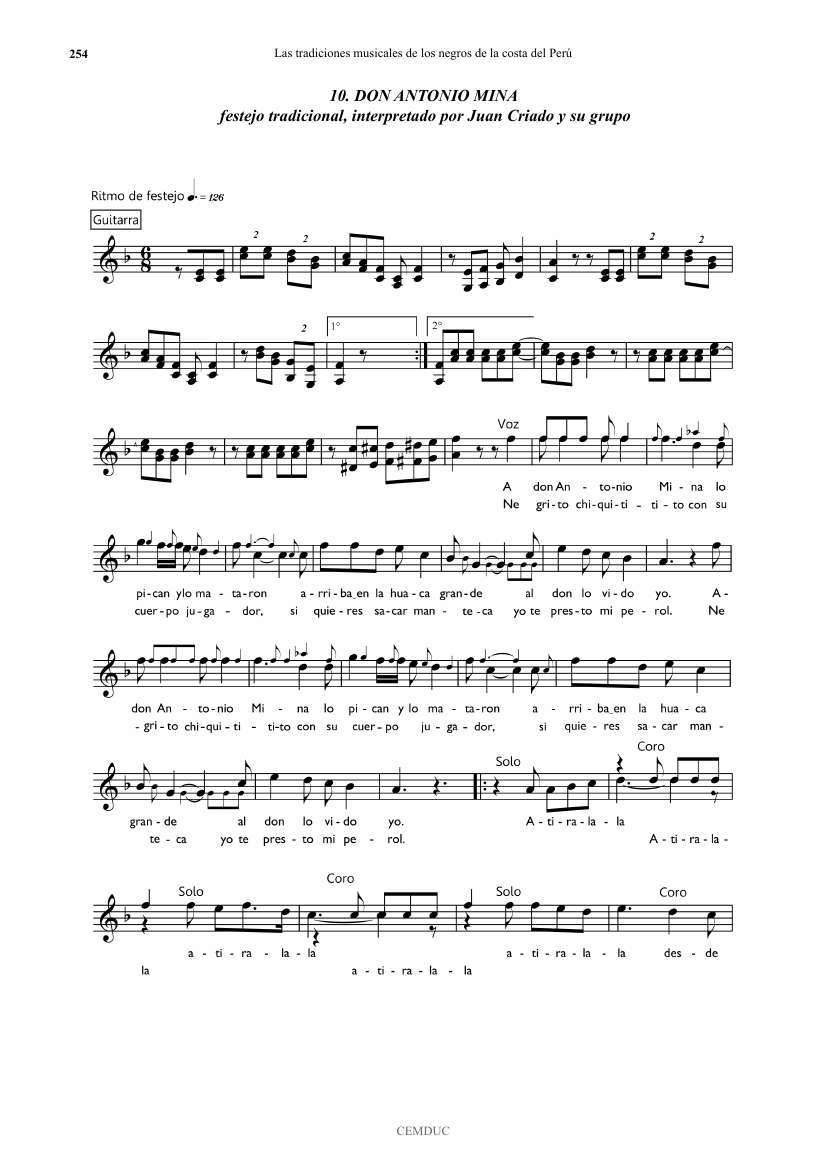 254
Las tradiciones musicales de los negros de la costa del Perú
10. DON ANTONIO MINA
festejo tradicional, interpretado por Juan Criado y su grupo
Ritmo de festejo ♩. = 126
Guitarra
6
8
2 2 2 2
2 1° 2°
Voz
A don An - to-nio Mi - na lo
Ne gri-to chi-qui-ti - ti - to con su
pi-can y lo ma - ta-ron a-rri-ba_en la hua-ca gran-de al don lo vi-do yo. A-
cuer-po ju-ga - dor, si quie-res sa-car man - te-ca yo te pres-to mi pe - rol. Ne
don An - to-nio Mi - na lo pi - can y lo ma - ta-ron a - rri - ba_en la hua - ca
- gri-to chi-qui - ti - ti-to con su cuer-po ju - ga - dor, si quie - res sa - car man -
Solo Coro
gran-de al don lo vi-do yo. A - ti - ra - la - la
te - ca yo te pres - to mi pe - rol. A - ti - ra - la -
Solo Coro Solo Coro
a - ti - ra - la - la a - ti - ra - la - la des - de
la a - ti - ra - la - la
CEMDUC